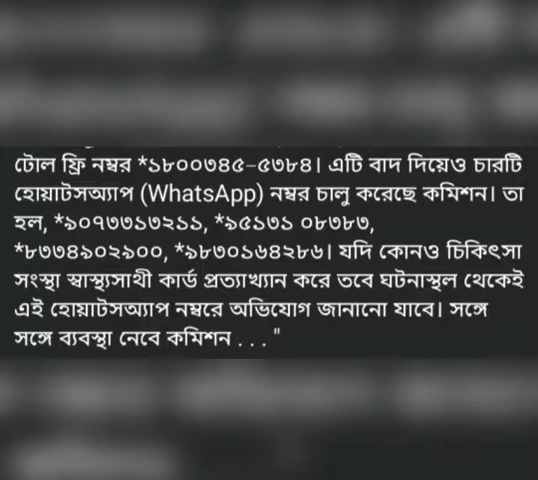 টোল ফ্রি নম্বর *১৮০০৩৪৫-৫৩৮৪। এটি বাদ দিয়েও চারটি
হোয়াটসঅ্যাপ (WhatsApp) নম্বর চালু করেছে কমিশন। তা
হল, *৯০৭৩৩১৩২১১, *৯৫১৩১ ০৮৩৮৩,
*৮৩৩৪৯০২৯০০, *৯৮৩০১৬৪২৮৬। যদি কোনও চিকিৎসা
সংস্থা স্বাস্থ্যসাথী কার্ড প্রত্যাখ্যান করে তবে ঘটনাস্থল থেকেই
এই হোয়াটসঅ্যাপ নম্বরে অভিযোগ জানানো যাবে। সঙ্গে
সঙ্গে ব্যবস্থা নেবে কমিশন . . . "